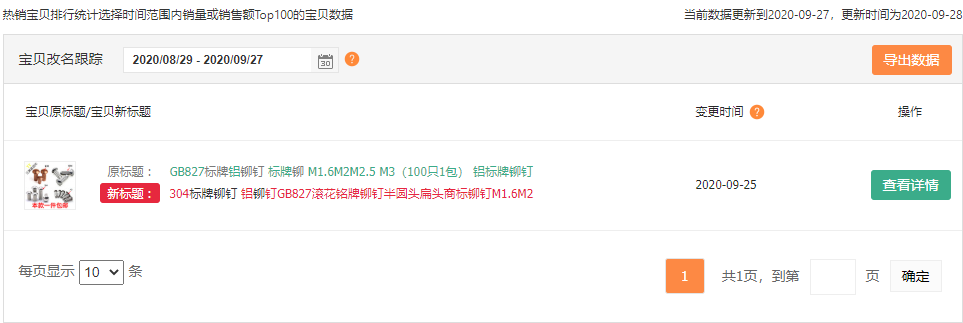 热销宝贝排行统计选择时间范围内销量或销售额Top100的宝贝数据
当前数据更新到2020-09-27，更新时间为2020-09-28
宝贝改名跟踪 2020/08/29 - 2020/09/27 30 ? 导出数据
宝贝原标题/宝贝新标题 变更时间 ? 操作
原标题： GB827标牌铝铆钉 标牌铆 M1.6M2M2.5 M3（100只1包） 铝标牌铆钉
新标题： 304标牌铆钉 铝铆钉GB827滚花铭牌铆钉半圆头扁头商标铆钉M1.6M2
本款一件包邮
2020-09-25 查看详情
每页显示 10 条 1 共1页，到第 页 确定